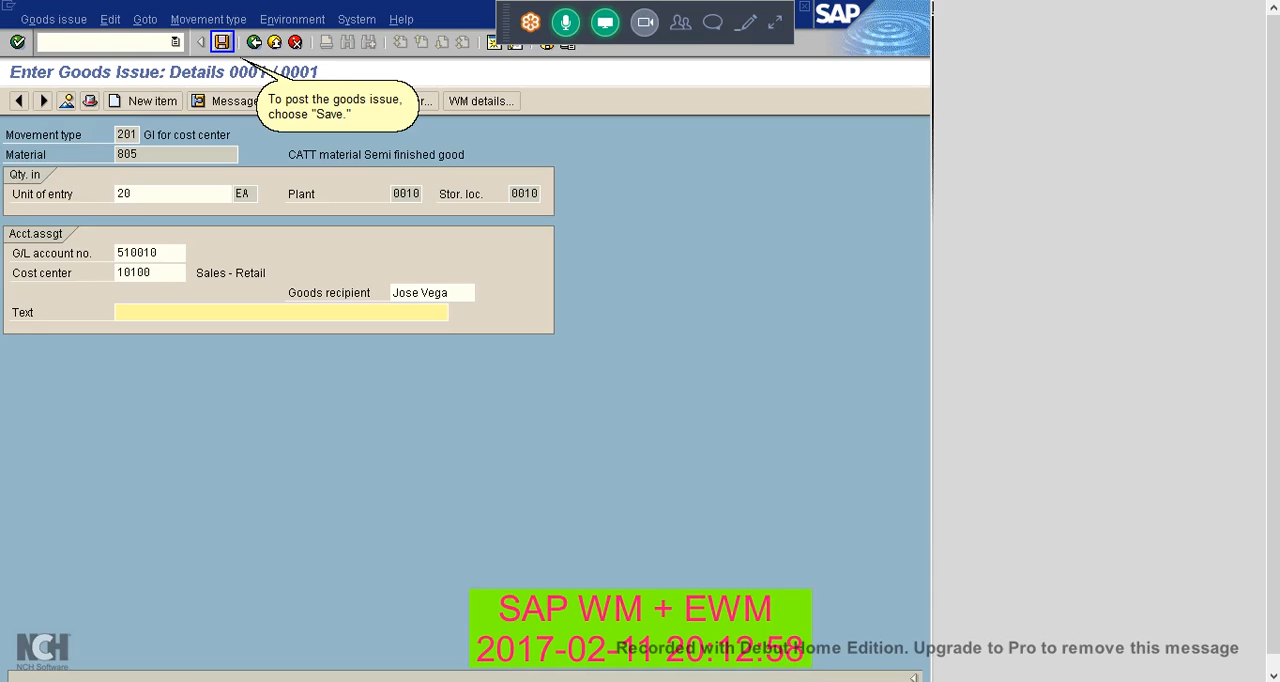 Goods issue Edit Goto Movement type Environment System Help
SAP
Enter Goods Issue: Details 0001 / 0001
New item Message r... WM details...
To post the goods issue,
choose "Save."
Movement type 201 GI for cost center
Material 805 CATT material Semi finished good
Qty. in
Unit of entry 20 EA Plant 0010 Stor. loc. 0010
Acct.assgt
G/L account no. 510010
Cost center 10100 Sales - Retail
Goods recipient Jose Vega
Text
SAP WM + EWM
2017-02-11 20:12:58
Recorded with Debut Home Edition. Upgrade to Pro to remove this message
NCH
NCH Software